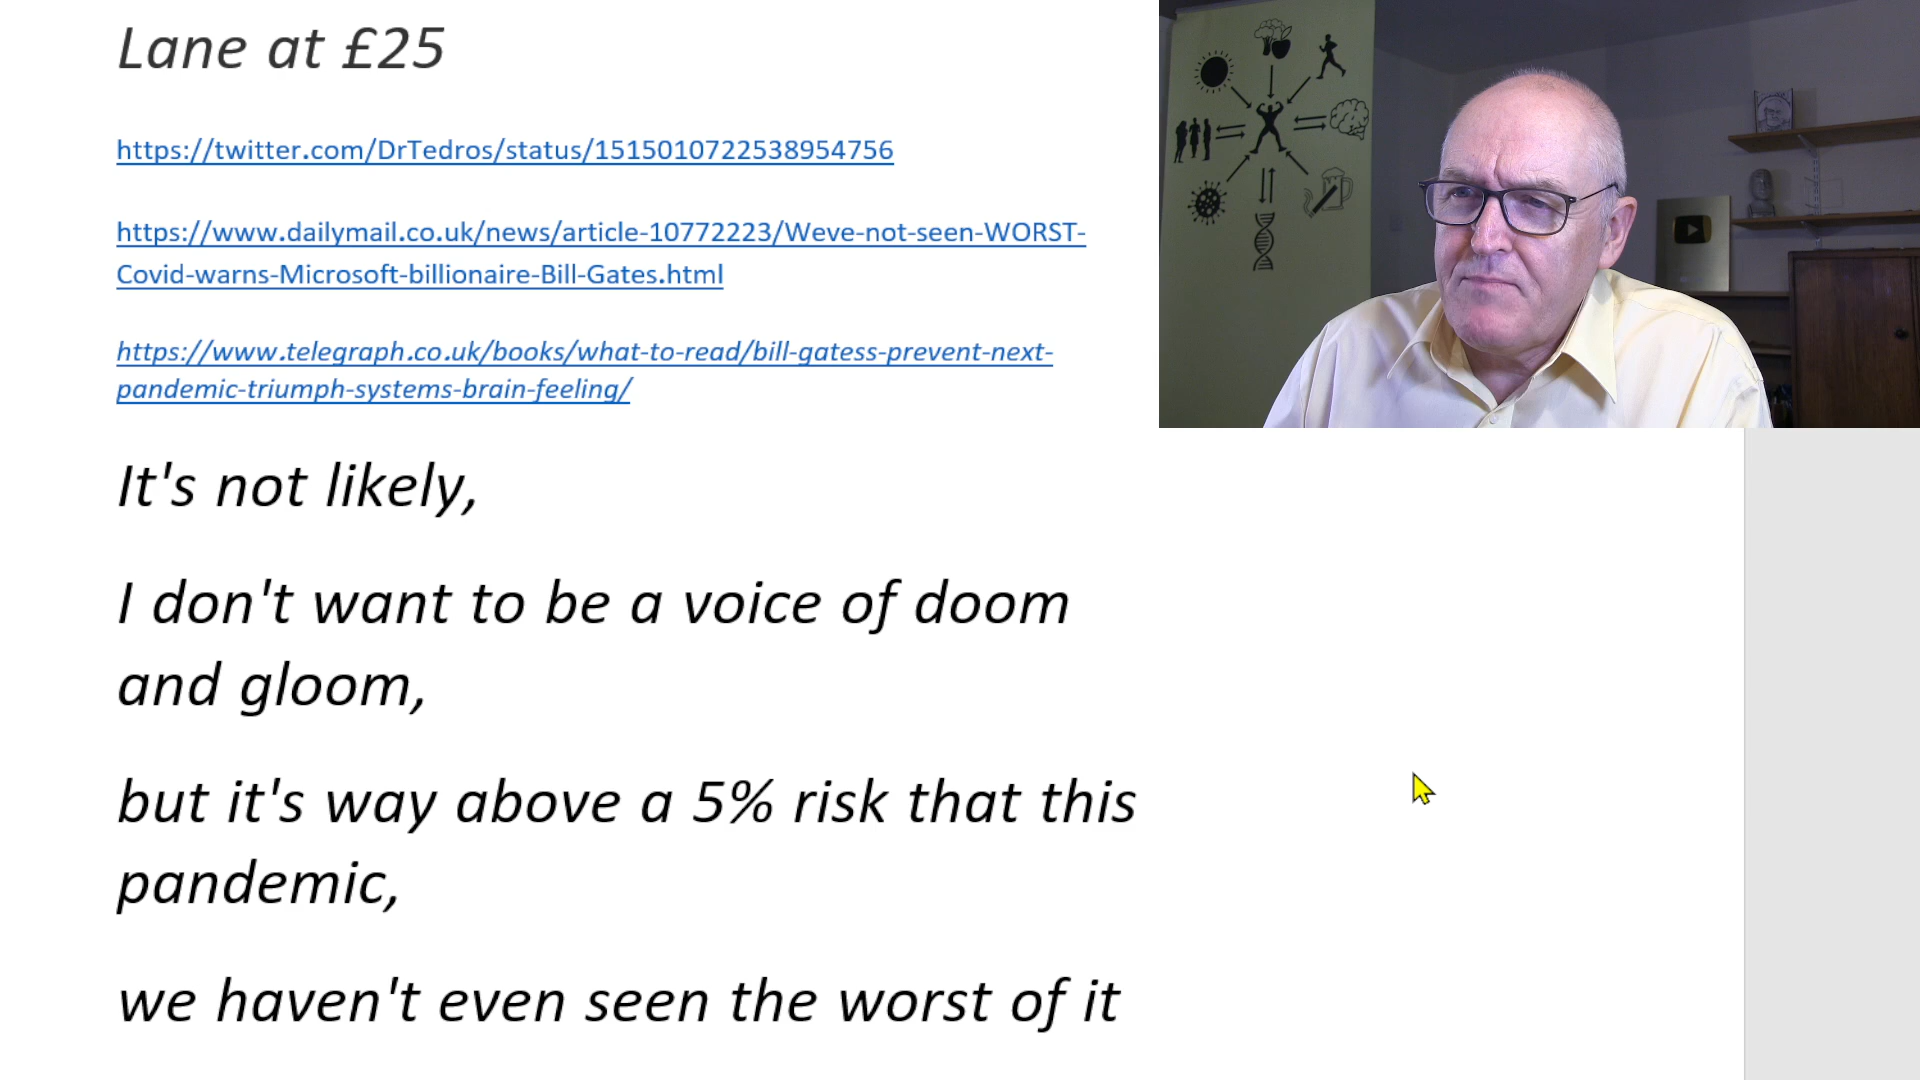 Lane at £25
https://twitter.com/DrTedros/status/1515010722538954756
https://www.dailymail.co.uk/news/article-10772223/Weve-not-seen-WORST-
Covid-warns-Microsoft-billionaire-Bill-Gates.html
https://www.telegraph.co.uk/books/what-to-read/bill-gatess-prevent-next-
pandemic-triumph-systems-brain-feeling/
It's not likely,
I don't want to be a voice of doom
and gloom,
but it's way above a 5% risk that this
pandemic,
we haven't even seen the worst of it